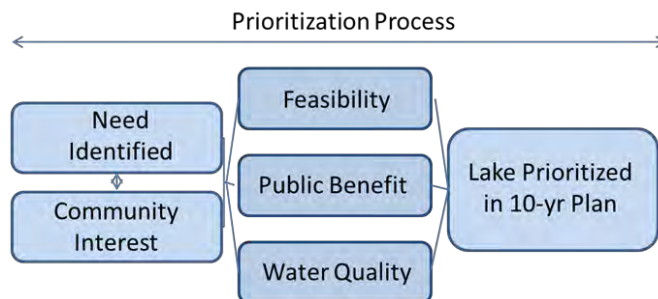 Prioritization Process
Need
Identified
Community
Interest
Feasibility
Public Benefit
Water Quality
Lake Prioritized
in 10-yr Plan